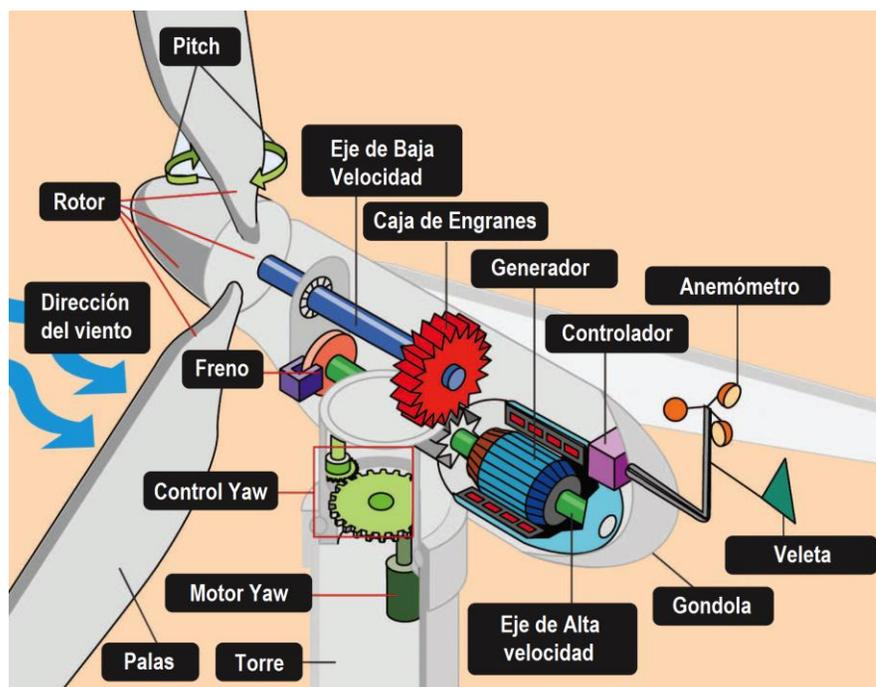 Pitch
Eje de Baja
Velocidad
Rotor
Caja de Engranes
Generador
Anemómetro
Dirección
del viento
Controlador
Freno
Control Yaw
Veleta
Motor Yaw
Gondola
Eje de Alta
velocidad
Palas
Torre